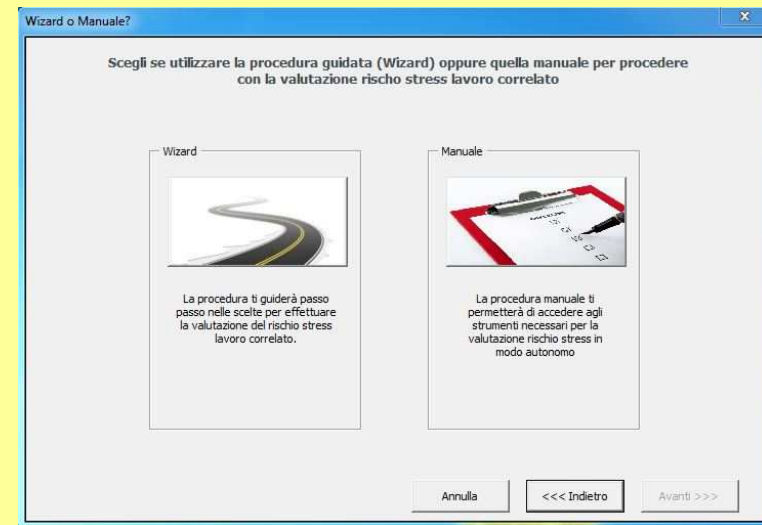 Wizard o Manuale?
Scegli se utilizzare la procedura guidata (Wizard) oppure quella manuale per procedere
con la valutazione rischo stress lavoro correlato
Wizard
La procedura ti guiderà passo
passo nelle scelte per effettuare
la valutazione del rischio stress
lavoro correlato.
Manuale
La procedura manuale ti
permetterà di accedere agli
strumenti necessari per la
valutazione rischio stress in
modo autonomo
Annulla
<<< Indietro
Avanti >>>